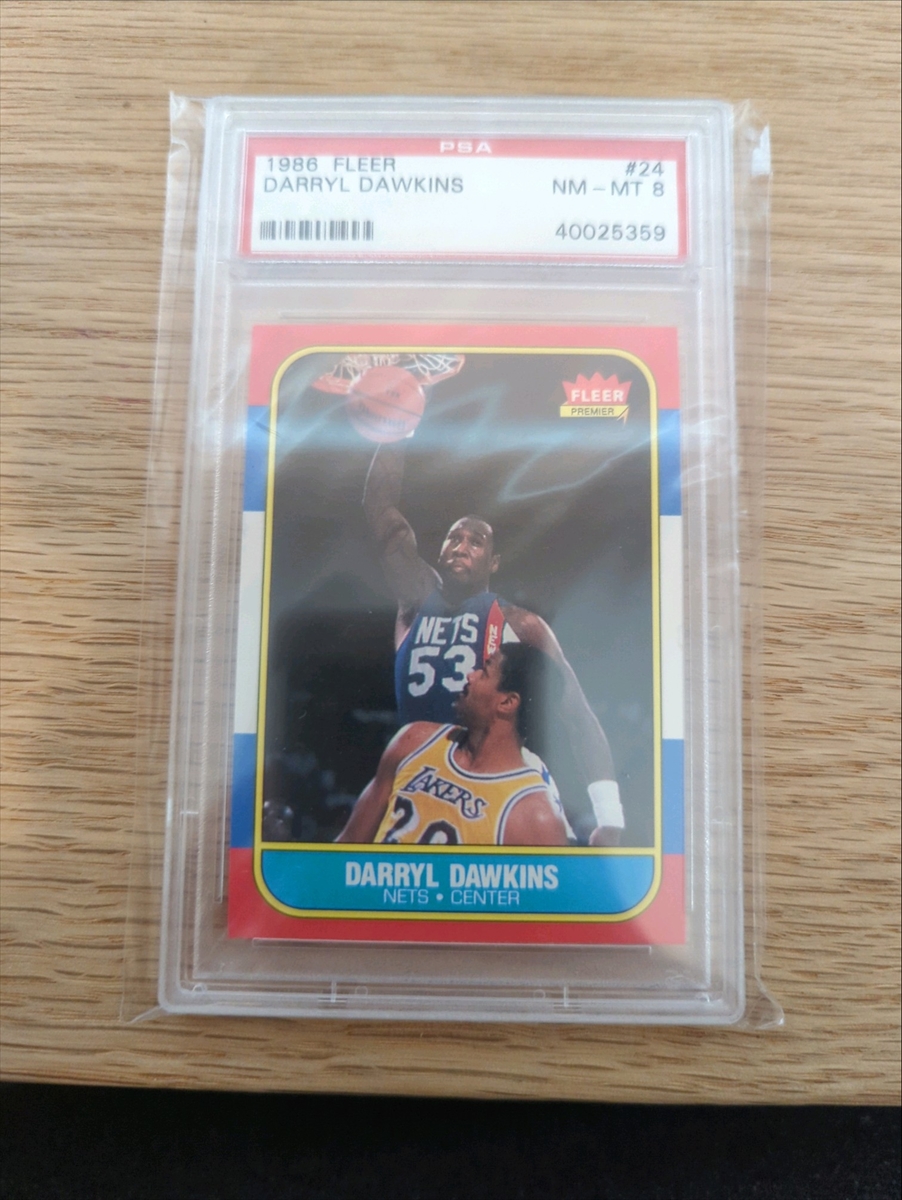 PSA
1986 FLEER #24
DARRYL DAWKINS NM - MT 8
40025359
FLEER
PREMIER
NETS
53
LAKERS
DARRYL DAWKINS
NETS • CENTER